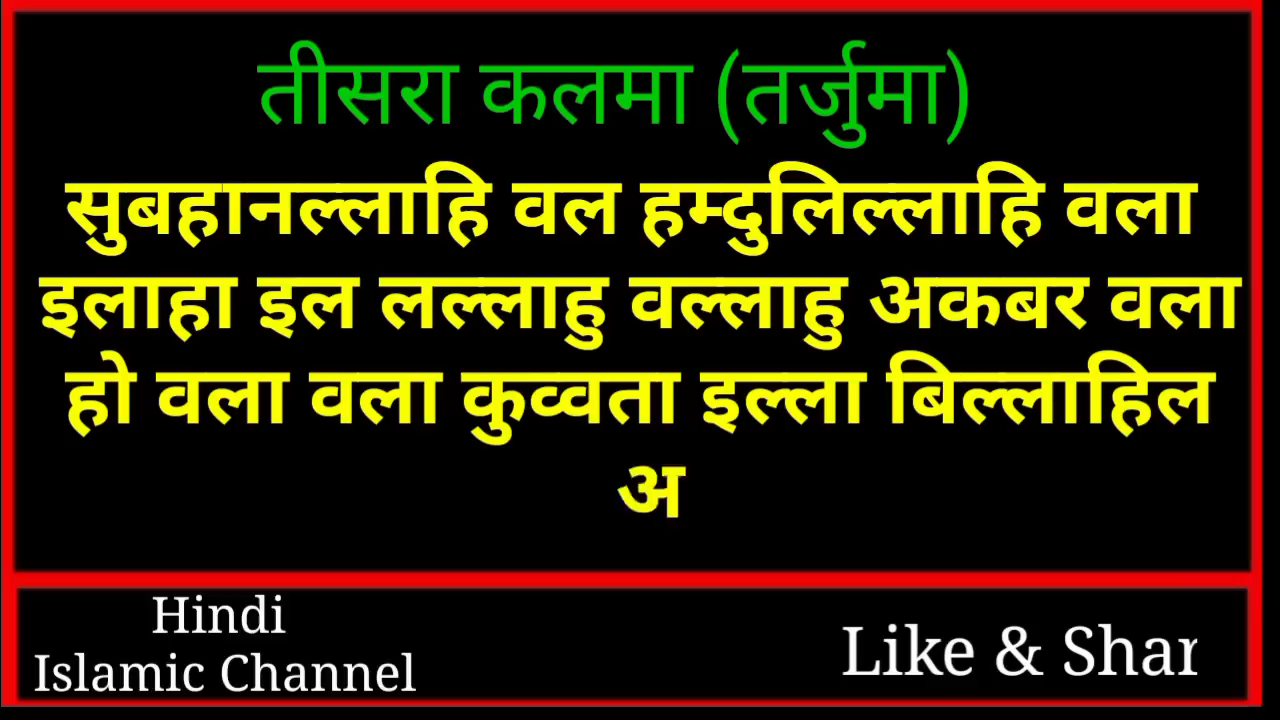 तीसरा कलमा (तर्जुमा)
सुबहानल्लाहि वल हम्दुलिल्लाहि वला
इलाहा इल लल्लाहु वल्लाहु अकबर वला
हो वला वला कुव्वता इल्ला बिल्लाहिल
अ
Hindi
Islamic Channel
Like & Shar